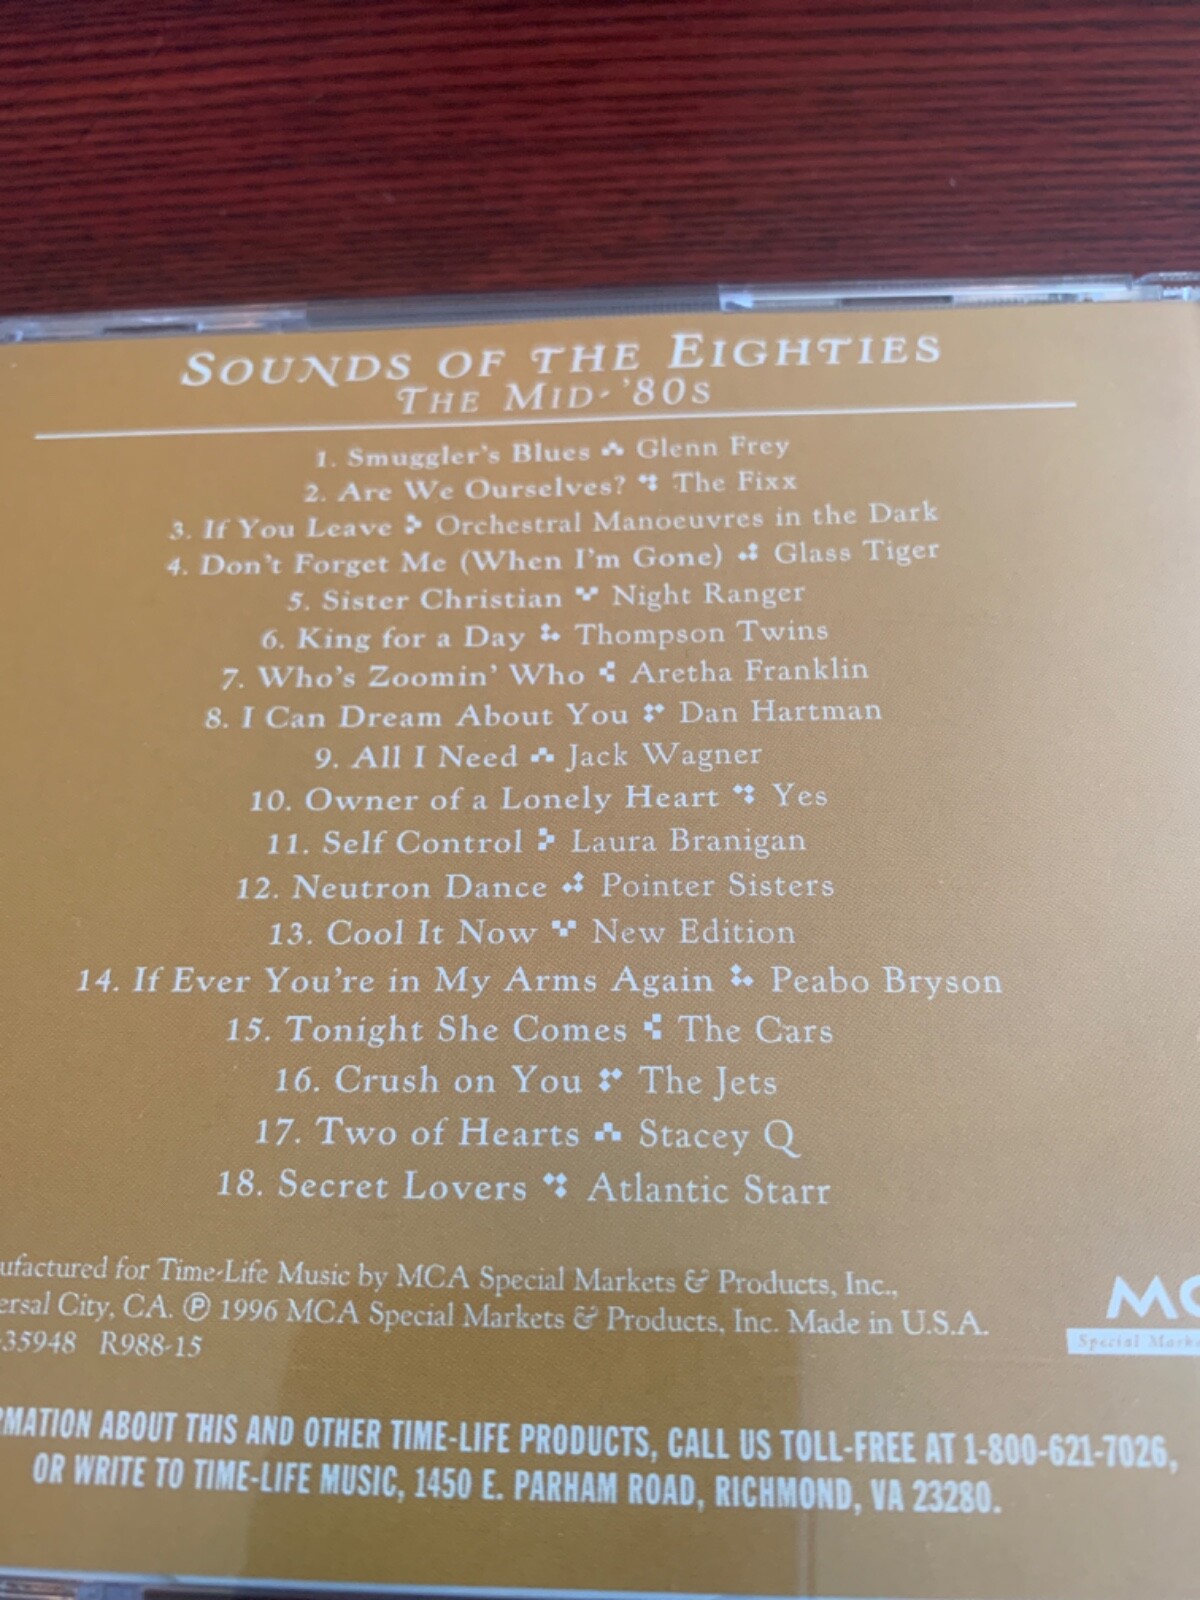 SOUNDS OF THE EIGHTIES
THE MID-'80S
1. Smuggler's Blues Glenn Frey
2. Are We Ourselves? The Fixx
3. If You Leave Orchestral Manoeuvres in the Dark
4. Don't Forget Me (When I'm Gone) Glass Tiger
5. Sister Christian Night Ranger
6. King for a Day Thompson Twins
7. Who's Zoomin' Who Aretha Franklin
8. I Can Dream About You Dan Hartman
9. All I Need Jack Wagner
10. Owner of a Lonely Heart Yes
11. Self Control Laura Branigan
12. Neutron Dance Pointer Sisters
13. Cool It Now New Edition
14. If Ever You're in My Arms Again Peabo Bryson
15. Tonight She Comes The Cars
16. Crush on You The Jets
17. Two of Hearts Stacey Q
18. Secret Lovers Atlantic Starr
ufactured for Time-Life Music by MCA Special Markets & Products, Inc.,
ersal City, CA. ℗ 1996 MCA Special Markets & Products, Inc. Made in U.S.A.
-35948 R988-15
MC
Special Marke
RMATION ABOUT THIS AND OTHER TIME-LIFE PRODUCTS, CALL US TOLL-FREE AT 1-800-621-7026,
OR WRITE TO TIME-LIFE MUSIC, 1450 E. PARHAM ROAD, RICHMOND, VA 23280.